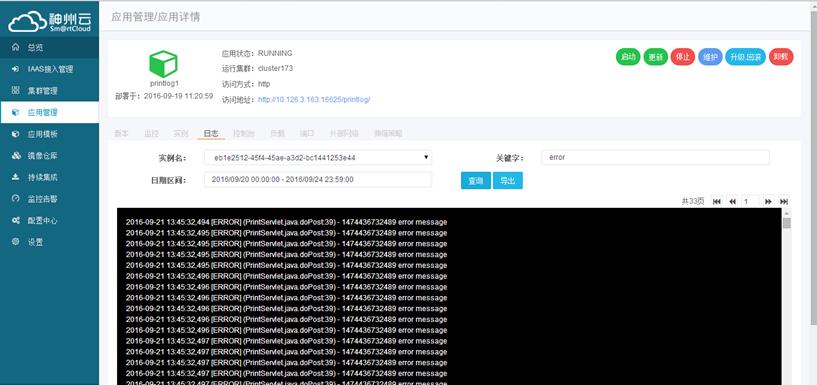 神州云
Sm@rtCloud
总览
IAAS接入管理
集群管理
应用管理
应用模板
镜像仓库
持续集成
监控告警
配置中心
设置
应用管理/应用详情
printlog1
部署于：2016-09-19 11:20:59
应用状态：RUNNING
运行集群：cluster173
访问方式：http
访问地址：http://10.126.3.163:16625/printlog/
启动 更新 停止 维护 升级.回滚 卸载
版本 监控 实例 日志 控制台 负载 端口 外部网络 弹缩策略
实例名： eb1e2512-45f4-45ae-a3d2-bc1441253e44 关键字： error
日期区间： 2016/09/20 00:00:00 - 2016/09/24 23:59:00 查询 导出
共33页 1
2016-09-21 13:45:32,494 [ERROR] (PrintServlet.java.doPost:39) - 1474436732489 error message
2016-09-21 13:45:32,495 [ERROR] (PrintServlet.java.doPost:39) - 1474436732489 error message
2016-09-21 13:45:32,495 [ERROR] (PrintServlet.java.doPost:39) - 1474436732489 error message
2016-09-21 13:45:32,495 [ERROR] (PrintServlet.java.doPost:39) - 1474436732489 error message
2016-09-21 13:45:32,496 [ERROR] (PrintServlet.java.doPost:39) - 1474436732489 error message
2016-09-21 13:45:32,496 [ERROR] (PrintServlet.java.doPost:39) - 1474436732489 error message
2016-09-21 13:45:32,496 [ERROR] (PrintServlet.java.doPost:39) - 1474436732489 error message
2016-09-21 13:45:32,496 [ERROR] (PrintServlet.java.doPost:39) - 1474436732489 error message
2016-09-21 13:45:32,496 [ERROR] (PrintServlet.java.doPost:39) - 1474436732489 error message
2016-09-21 13:45:32,496 [ERROR] (PrintServlet.java.doPost:39) - 1474436732489 error message
2016-09-21 13:45:32,497 [ERROR] (PrintServlet.java.doPost:39) - 1474436732489 error message
2016-09-21 13:45:32,497 [ERROR] (PrintServlet.java.doPost:39) - 1474436732489 error message
2016-09-21 13:45:32,497 [ERROR] (PrintServlet.java.doPost:39) - 1474436732489 error message
2016-09-21 13:45:32,497 [ERROR] (PrintServlet.java.doPost:39) - 1474436732489 error message